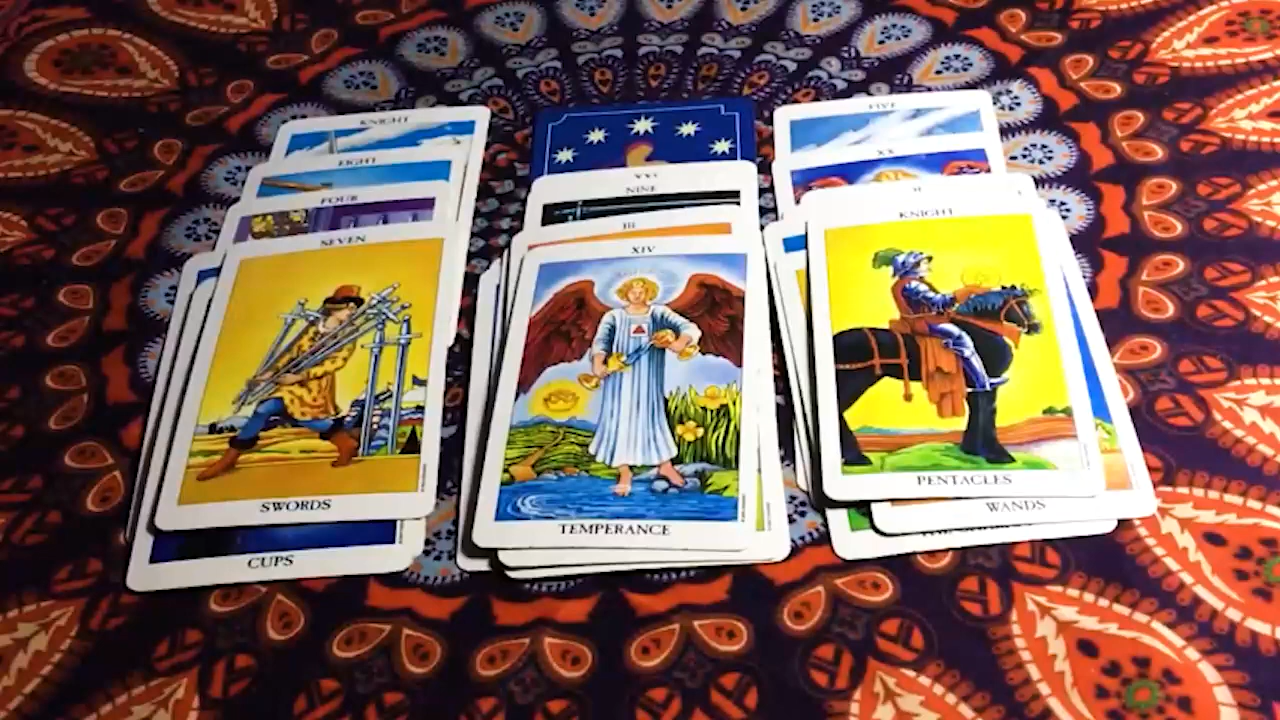 KNIGHT
EIGHT
FOUR
SEVEN
SWORDS
CUPS
NINE
III
XIV
TEMPERANCE
FIVE
XX
KNIGHT
PENTACLES
WANDS